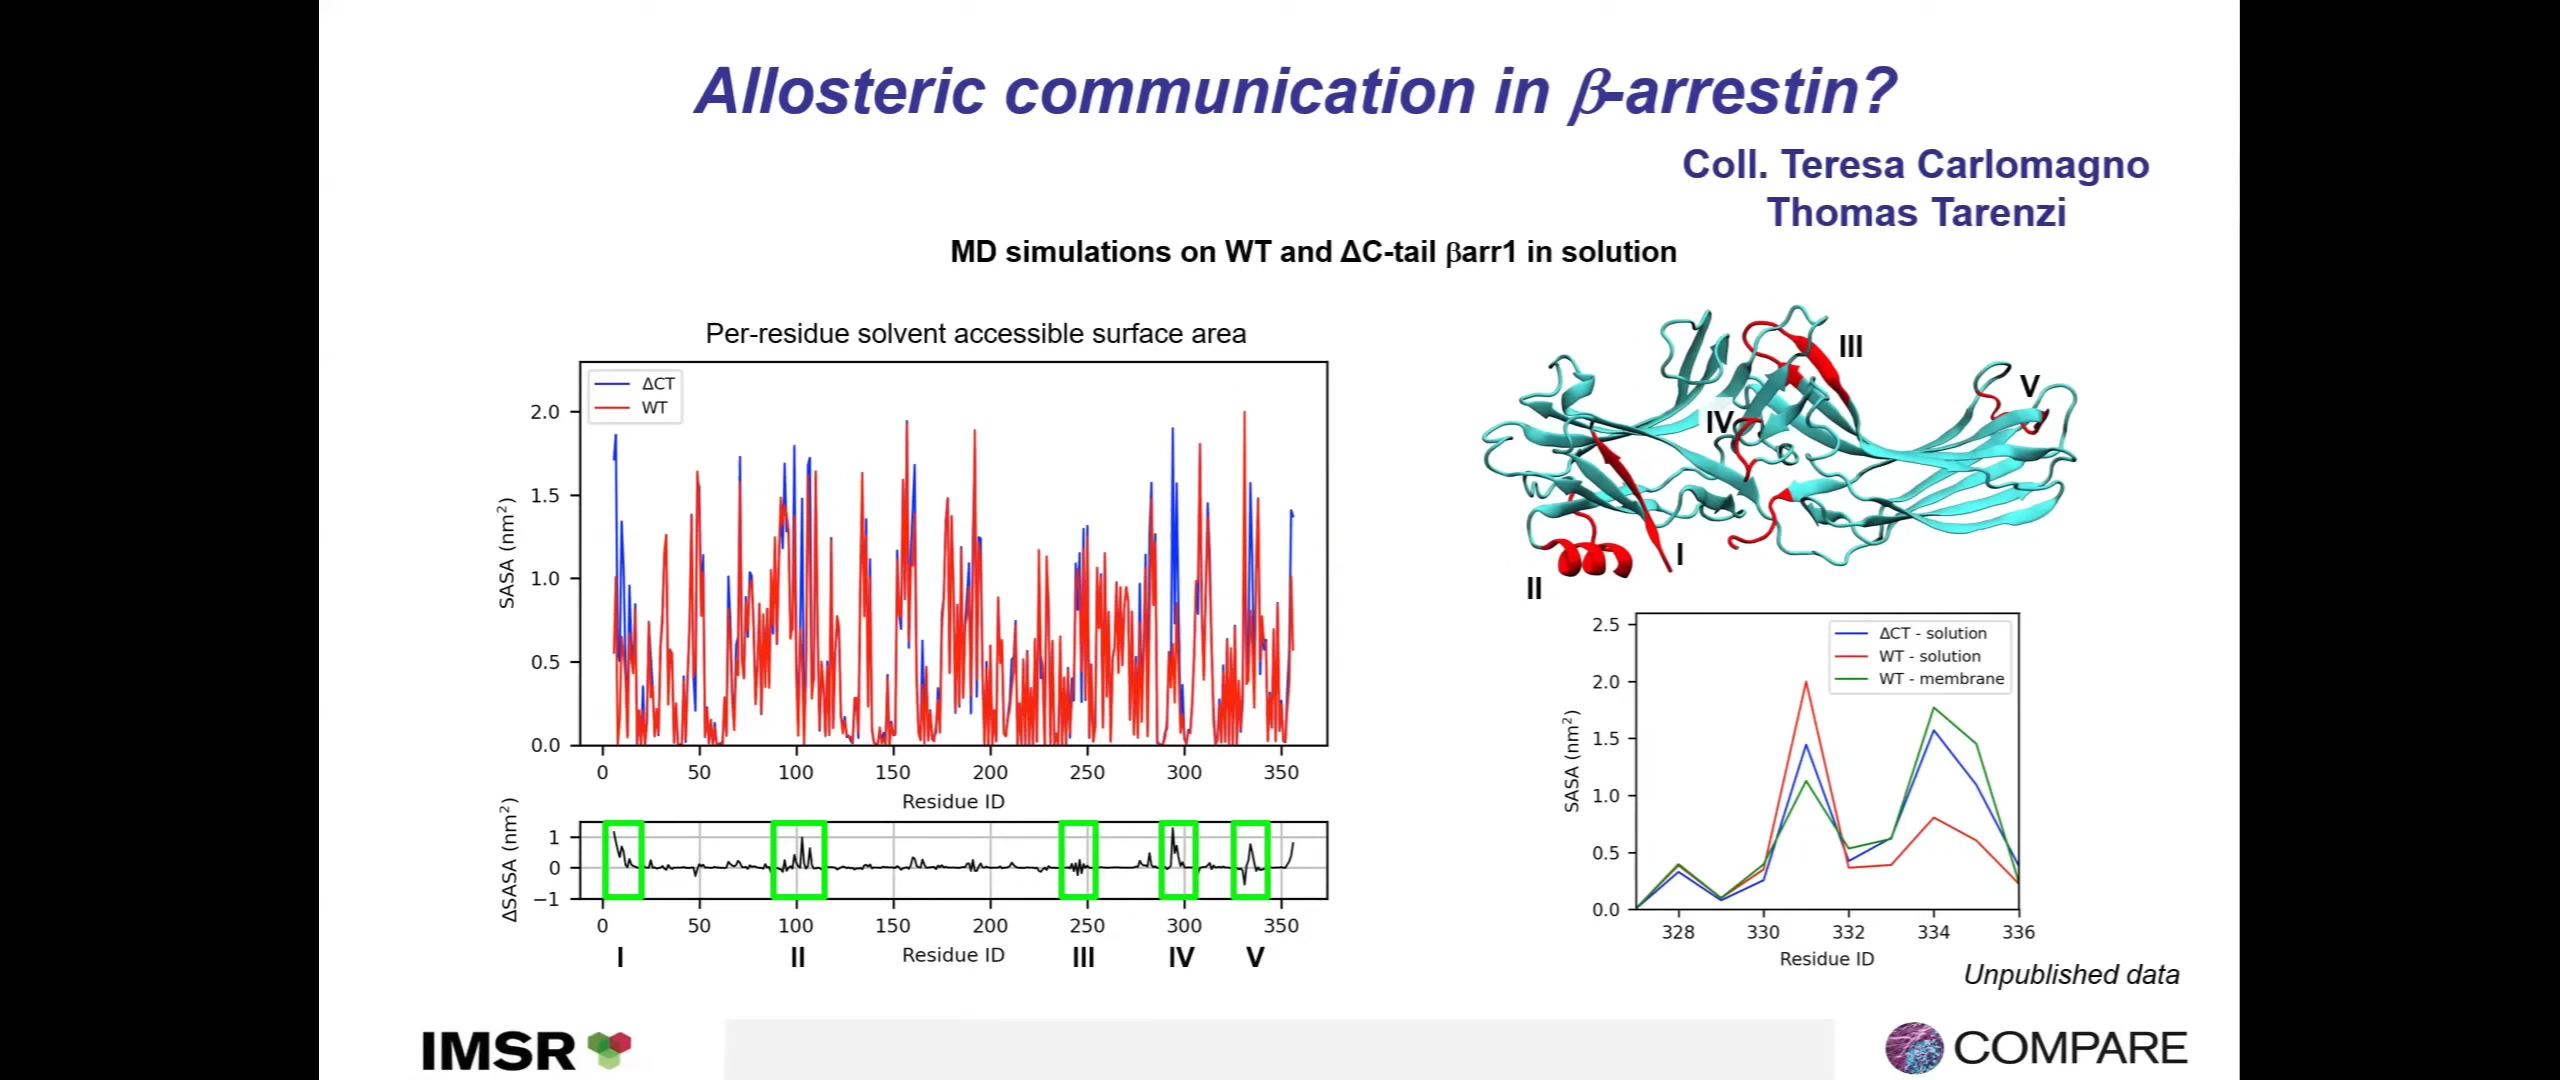 Allosteric communication in β-arrestin?
Coll. Teresa Carlomagno
Thomas Tarenzi
MD simulations on WT and ΔC-tail βarr1 in solution
Per-residue solvent accessible surface area
ΔCT
WT
SASA (nm²)
2.0
1.5
1.0
0.5
0.0
0 50 100 150 200 250 300 350
Residue ID
ΔSASA (nm²)
1
0
−1
0 50 100 150 200 250 300 350
Residue ID
I II III IV V
III
V
IV
I
II
ΔCT - solution
WT - solution
WT - membrane
SASA (nm²)
2.5
2.0
1.5
1.0
0.5
0.0
328 330 332 334 336
Residue ID
Unpublished data
IMSR
COMPARE